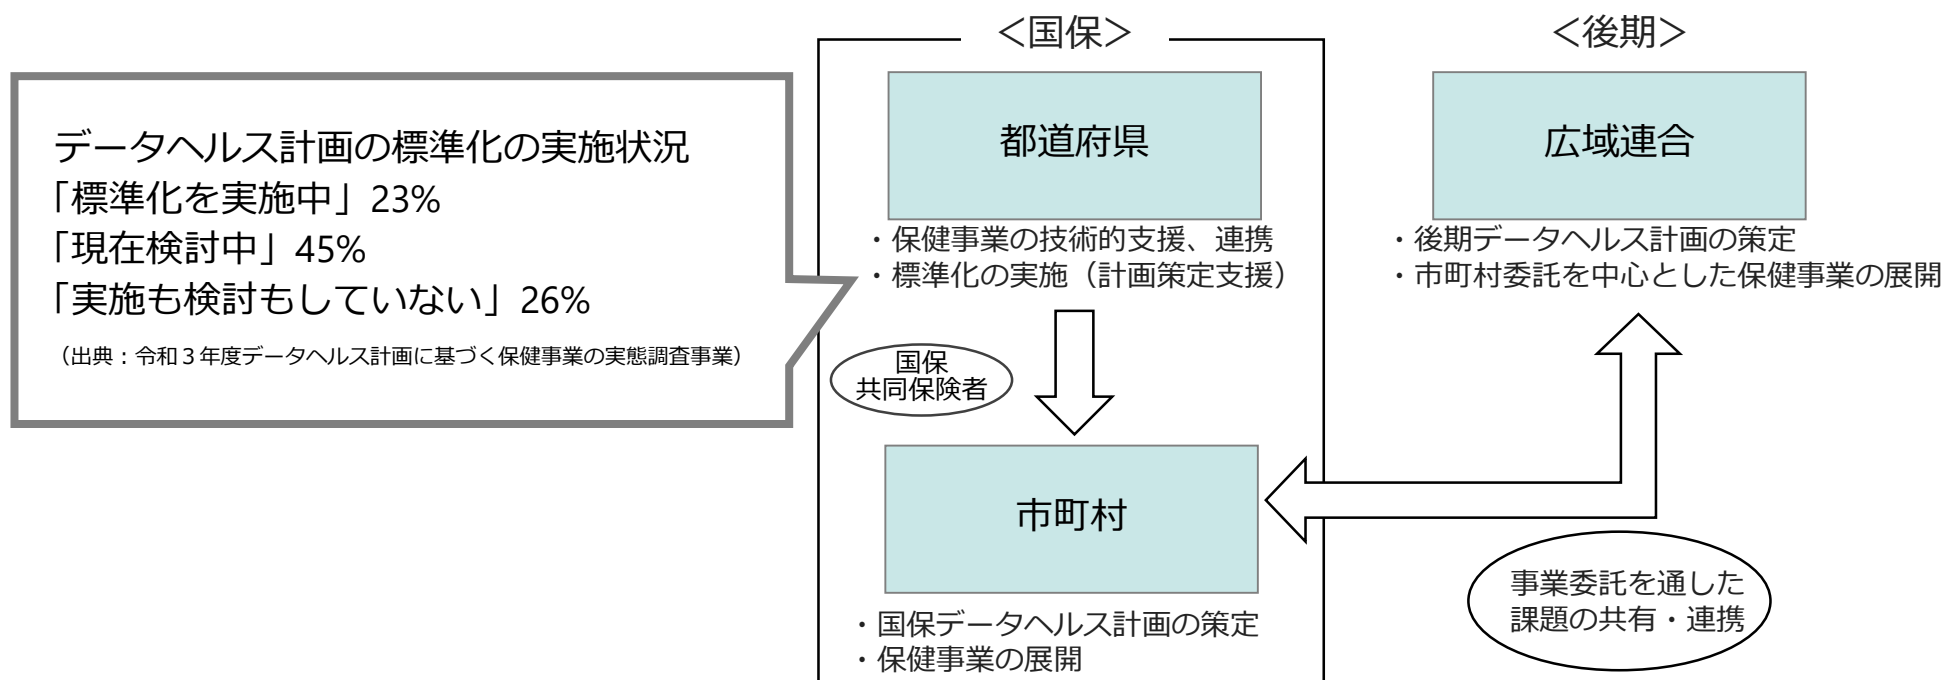 データヘルス計画の標準化の実施状況
「標準化を実施中」23%
「現在検討中」45%
「実施も検討もしていない」26%
（出典：令和３年度データヘルス計画に基づく保健事業の実態調査事業）
＜国保＞
都道府県
・保健事業の技術的支援、連携
・標準化の実施（計画策定支援）
国保
共同保険者
市町村
・国保データヘルス計画の策定
・保健事業の展開
＜後期＞
広域連合
・後期データヘルス計画の策定
・市町村委託を中心とした保健事業の展開
事業委託を通した
課題の共有・連携